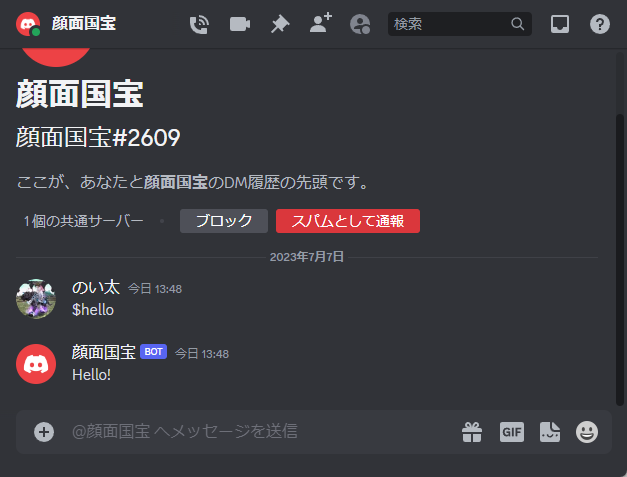 顔面国宝
検索
顔面国宝
顔面国宝#2609
ここが、あなたと顔面国宝のDM履歴の先頭です。
1個の共通サーバー
ブロック
スパムとして通報
2023年7月7日
のい太 今日 13:48
$hello
顔面国宝 BOT 今日 13:48
Hello!
@顔面国宝 へメッセージを送信
GIF